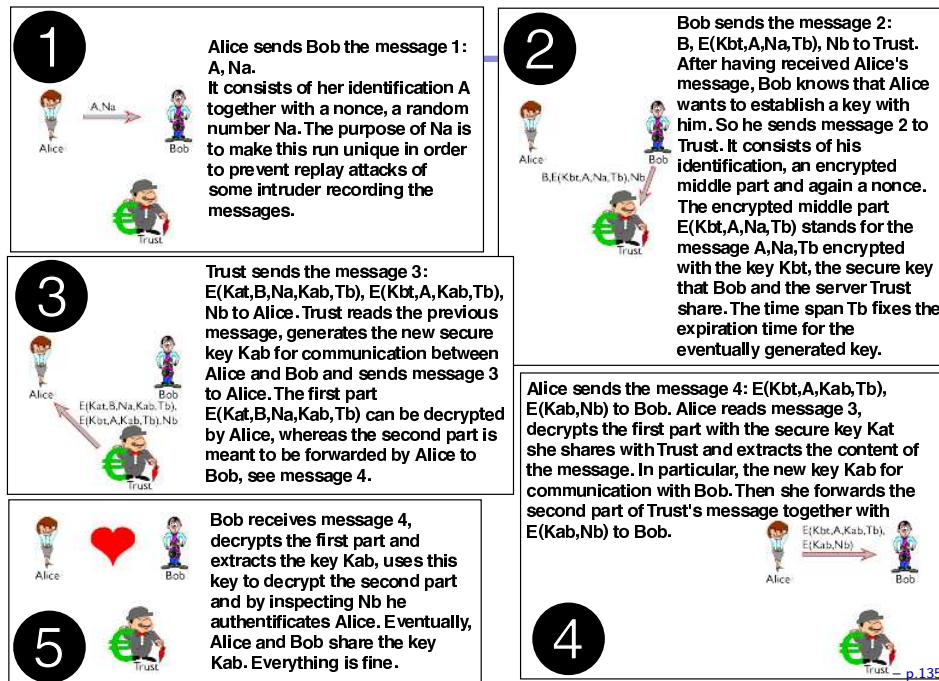 1
Alice sends Bob the message 1:
A, Na.
It consists of her identification A
together with a nonce, a random
number Na. The purpose of Na is
to make this run unique in order
to prevent replay attacks of
some intruder recording the
messages.
A,Na
Alice
Bob
Trust
2
Bob sends the message 2:
B, E(Kbt,A,Na,Tb), Nb to Trust.
After having received Alice's
message, Bob knows that Alice
wants to establish a key with
him. So he sends message 2 to
Trust. It consists of his
identification, an encrypted
middle part and again a nonce.
The encrypted middle part
E(Kbt,A,Na,Tb) stands for the
message A,Na,Tb encrypted
with the key Kbt, the secure key
that Bob and the server Trust
share. The time span Tb fixes the
expiration time for the
eventually generated key.
Alice
Bob
B,E(Kbt,A,Na,Tb),Nb
Trust
3
Trust sends the message 3:
E(Kat,B,Na,Kab,Tb), E(Kbt,A,Kab,Tb),
Nb to Alice. Trust reads the previous
message, generates the new secure
key Kab for communication between
Alice and Bob and sends message 3
to Alice. The first part
E(Kat,B,Na,Kab,Tb) can be decrypted
by Alice, whereas the second part is
meant to be forwarded by Alice to
Bob, see message 4.
Alice
Bob
E(Kat,B,Na,Kab,Tb),
E(Kbt,A,Kab,Tb),Nb
Trust
Alice sends the message 4: E(Kbt,A,Kab,Tb),
E(Kab,Nb) to Bob. Alice reads message 3,
decrypts the first part with the secure key Kat
she shares with Trust and extracts the content of
the message. In particular, the new key Kab for
communication with Bob. Then she forwards the
second part of Trust's message together with
E(Kab,Nb) to Bob.
E(Kbt,A,Kab,Tb),
E(Kab,Nb)
Alice
Bob
4
Trust
Bob receives message 4,
decrypts the first part and
extracts the key Kab, uses this
key to decrypt the second part
and by inspecting Nb he
authentificates Alice. Eventually,
Alice and Bob share the key
Kab. Everything is fine.
Alice
Bob
5
Trust
– p.135